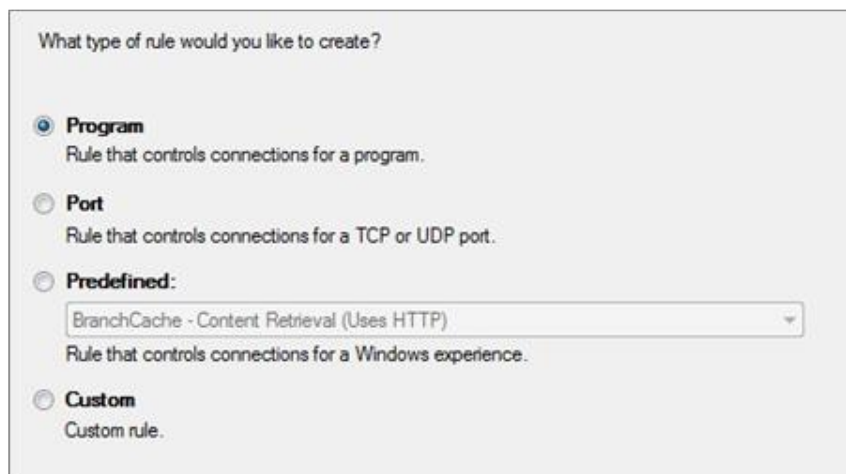 What type of rule would you like to create?
Program
Rule that controls connections for a program.
Port
Rule that controls connections for a TCP or UDP port.
Predefined:
BranchCache - Content Retrieval (Uses HTTP)
Rule that controls connections for a Windows experience.
Custom
Custom rule.